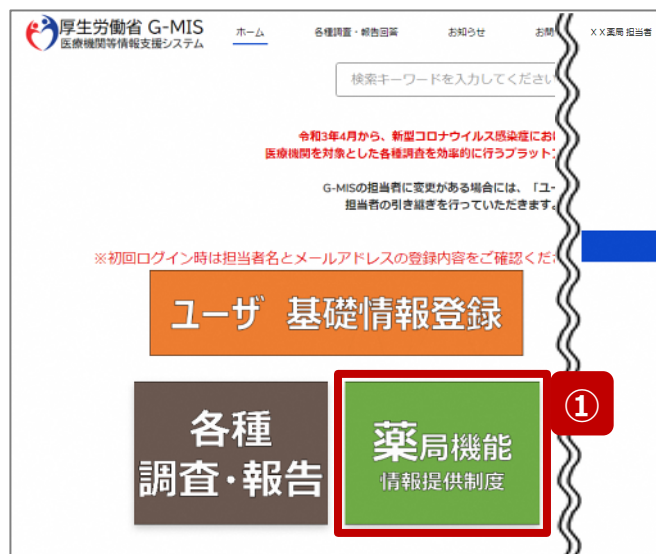 厚生労働省 G-MIS
医療機関等情報支援システム
ホーム 各種調査・報告回答 お知らせ お問 ××薬局 担当者
検索キーワードを入力してください
令和3年4月から、新型コロナウイルス感染症にお
医療機関を対象とした各種調査を効率的に行うプラット
G-MISの担当者に変更がある場合には、「ユー
担当者の引き継ぎを行っていただきます。
※初回ログイン時は担当者名とメールアドレスの登録内容をご確認くだ
ユーザ 基礎情報登録
各種
調査・報告
薬局機能
情報提供制度
①